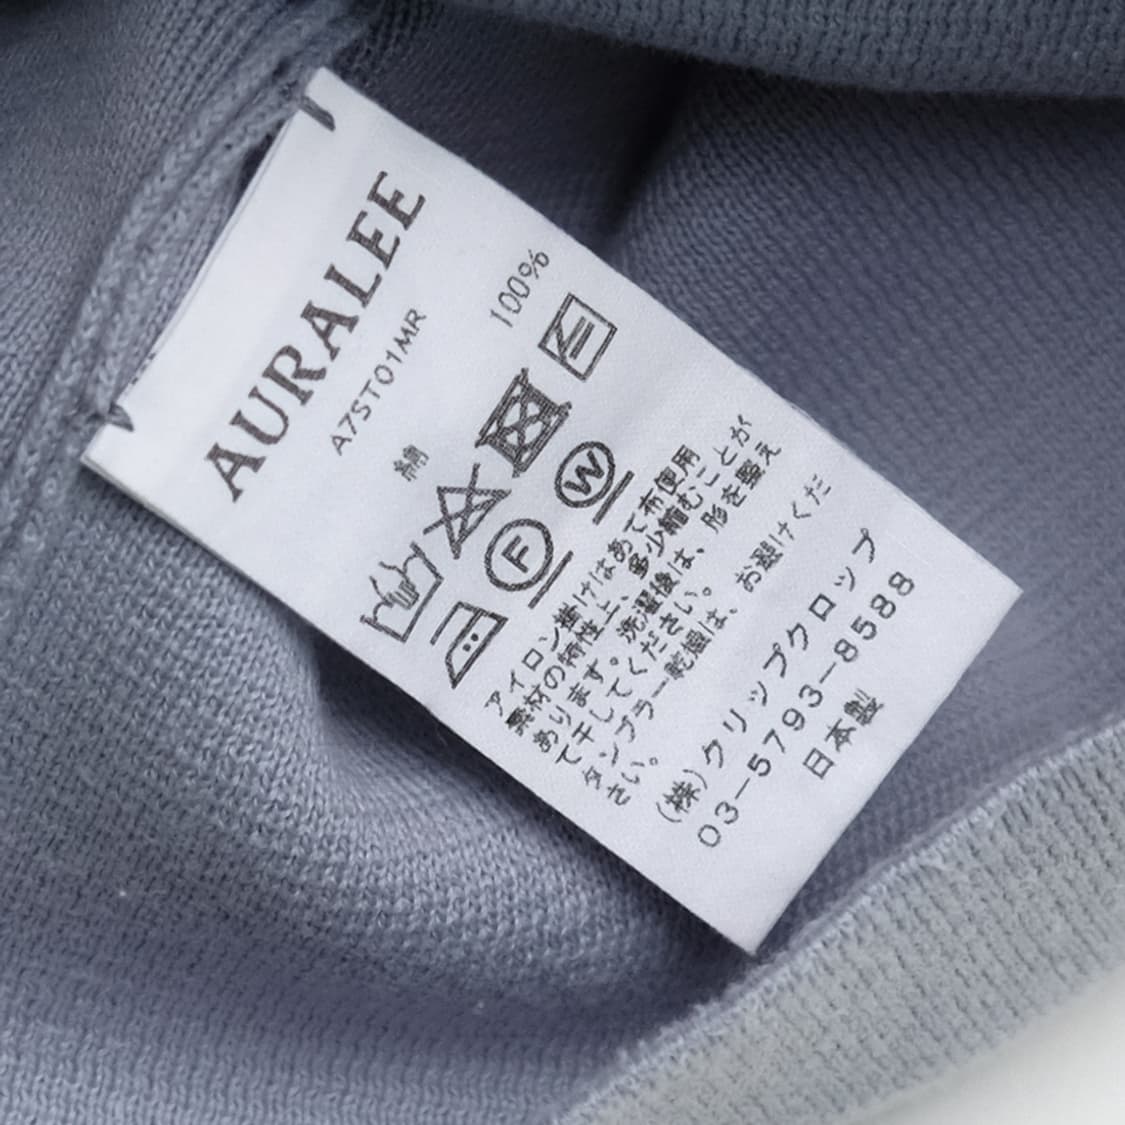 AURALEE
A7ST01MR
綿 100%
F W
アイロン掛けはあて布使用
素材の特性上、多少縮むことが
あります。洗濯後は、形を整え
て干してください。
タンブラー乾燥は、お避けくだ
さい。
(株)クリップクロップ
03-5793-8588
日本製